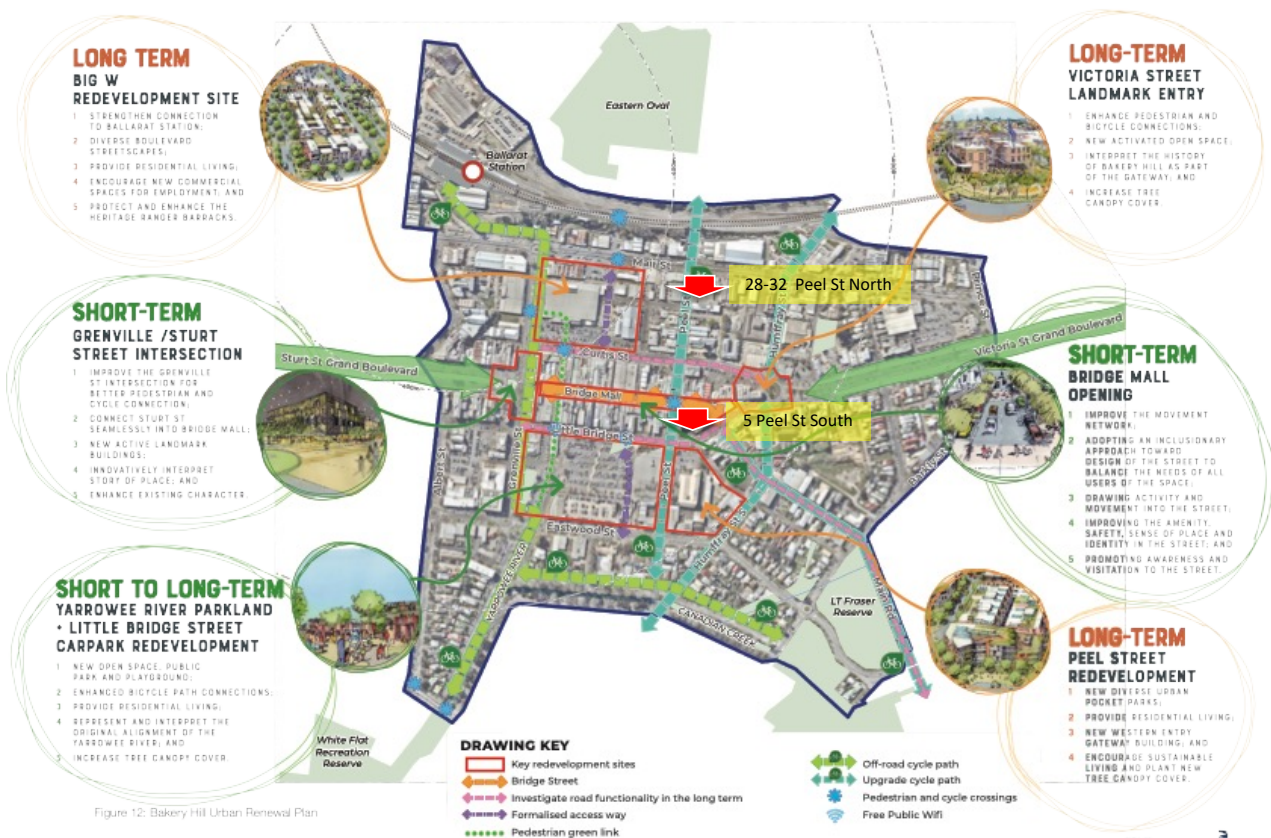 LONG TERM
BIG W
REDEVELOPMENT SITE
1 STRENGTHEN CONNECTION
TO BALLARAT STATION;
2 DIVERSE BOULEVARD
STREETSCAPES;
3 PROVIDE RESIDENTIAL LIVING;
4 ENCOURAGE NEW COMMERCIAL
SPACES FOR EMPLOYMENT; AND
5 PROTECT AND ENHANCE THE
HERITAGE RANGER BARRACKS.
SHORT-TERM
GRENVILLE /STURT
STREET INTERSECTION
1 IMPROVE THE GRENVILLE
ST INTERSECTION FOR
BETTER PEDESTRIAN AND
CYCLE CONNECTION;
2 CONNECT STURT ST
SEAMLESSLY INTO BRIDGE MALL;
3 NEW ACTIVE LANDMARK
BUILDINGS;
4 INNOVATIVELY INTERPRET
STORY OF PLACE; AND
5 ENHANCE EXISTING CHARACTER.
SHORT TO LONG-TERM
YARROWEE RIVER PARKLAND
+ LITTLE BRIDGE STREET
CARPARK REDEVELOPMENT
1 NEW OPEN SPACE, PUBLIC
PARK AND PLAYGROUND;
2 ENHANCED BICYCLE PATH CONNECTIONS;
3 PROVIDE RESIDENTIAL LIVING;
4 REPRESENT AND INTERPRET THE
ORIGINAL ALIGNMENT OF THE
YARROWEE RIVER; AND
5 INCREASE TREE CANOPY COVER.
Eastern Oval
Ballarat
Station
Mair St
Peel St
28-32 Peel St North
Humffray St
Curtis St
Sturt St Grand Boulevard
Victoria St Grand Boulevard
Bridge Mall
5 Peel St South
Little Bridge St
Albert St
Grenville St
Peel St
Eastwood St
Humffray St S
YARROWEE RIVER
CANADIAN CREEK
LT Fraser
Reserve
Main Rd
White Flat
Recreation
Reserve
LONG-TERM
VICTORIA STREET
LANDMARK ENTRY
1 ENHANCE PEDESTRIAN AND
BICYCLE CONNECTIONS;
2 NEW ACTIVATED OPEN SPACE;
3 INTERPRET THE HISTORY
OF BAKERY HILL AS PART
OF THE GATEWAY; AND
4 INCREASE TREE
CANOPY COVER.
SHORT-TERM
BRIDGE MALL
OPENING
1 IMPROVE THE MOVEMENT
NETWORK;
2 ADOPTING AN INCLUSIONARY
APPROACH TOWARD
DESIGN OF THE STREET TO
BALANCE THE NEEDS OF ALL
USERS OF THE SPACE;
3 DRAWING ACTIVITY AND
MOVEMENT INTO THE STREET;
4 IMPROVING THE AMENITY,
SAFETY, SENSE OF PLACE AND
IDENTITY IN THE STREET; AND
5 PROMOTING AWARENESS AND
VISITATION TO THE STREET.
LONG-TERM
PEEL STREET
REDEVELOPMENT
1 NEW DIVERSE URBAN
POCKET PARKS;
2 PROVIDE RESIDENTIAL LIVING;
3 NEW WESTERN ENTRY
GATEWAY BUILDING; AND
4 ENCOURAGE SUSTAINABLE
LIVING AND PLANT NEW
TREE CANOPY COVER.
DRAWING KEY
Key redevelopment sites
Bridge Street
Investigate road functionality in the long term
Formalised access way
Pedestrian green link
Off-road cycle path
Upgrade cycle path
Pedestrian and cycle crossings
Free Public Wifi
Figure 12: Bakery Hill Urban Renewal Plan
3